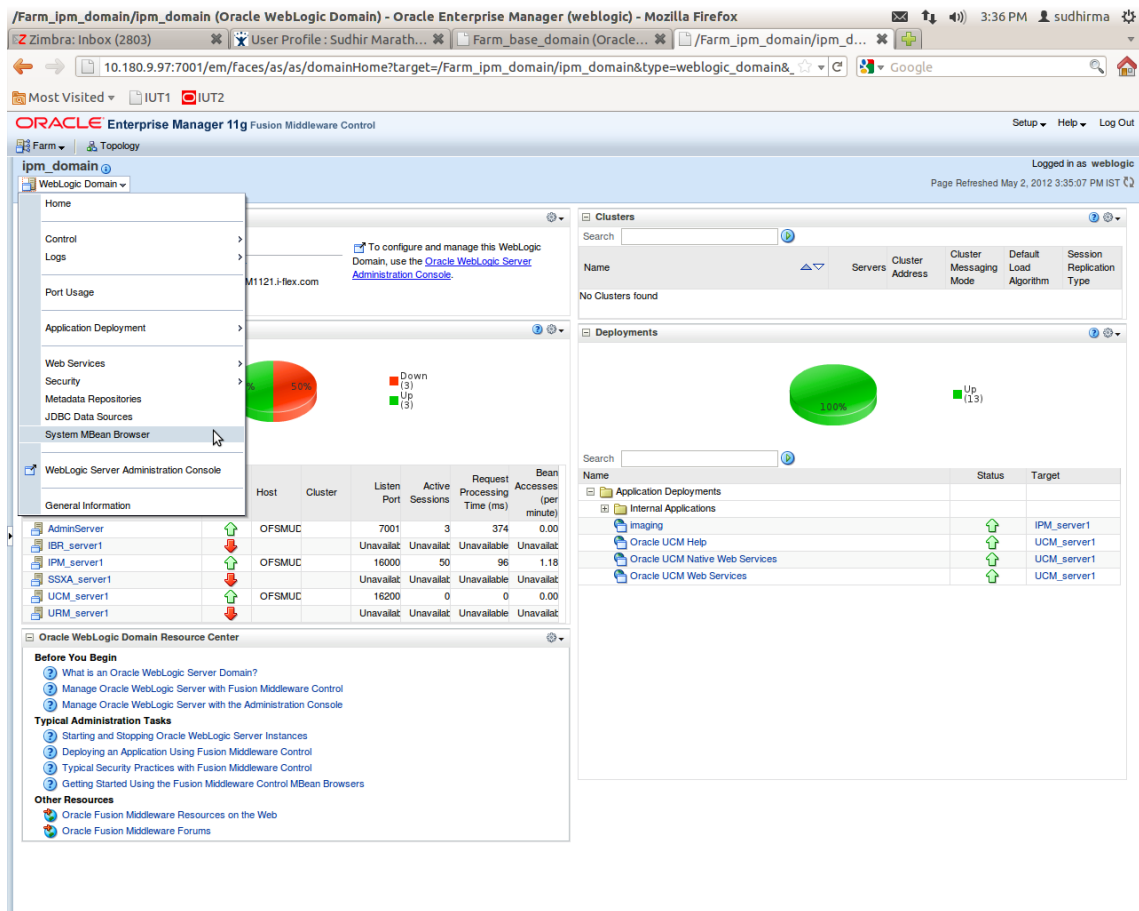 /Farm_ipm_domain/ipm_domain (Oracle WebLogic Domain) - Oracle Enterprise Manager (weblogic) - Mozilla Firefox
3:36 PM sudhirma
Zimbra: Inbox (2803)
User Profile : Sudhir Marath...
Farm_base_domain (Oracle...
/Farm_ipm_domain/ipm_d...
10.180.9.97:7001/em/faces/as/as/domainHome?target=/Farm_ipm_domain/ipm_domain&type=weblogic_domain&_
Google
Most Visited
IUT1
IUT2
ORACLE Enterprise Manager 11g Fusion Middleware Control
Setup Help Log Out
Farm Topology
ipm_domain
Logged in as weblogic
WebLogic Domain
Page Refreshed May 2, 2012 3:35:07 PM IST
Home
Control
Logs
Port Usage
Application Deployment
Web Services
Security
Metadata Repositories
JDBC Data Sources
System MBean Browser
WebLogic Server Administration Console
General Information
To configure and manage this WebLogic
Domain, use the Oracle WebLogic Server
Administration Console.
M1121.i-flex.com
50%
Down
(3)
Up
(3)
Host Cluster Listen Port Active Sessions Request Processing Time (ms) Bean Accesses (per minute)
AdminServer OFSMUD 7001 3 374 0.00
IBR_server1 Unavailab Unavailab Unavailable Unavailab
IPM_server1 OFSMUD 16000 50 96 1.18
SSXA_server1 Unavailab Unavailab Unavailable Unavailab
UCM_server1 OFSMUD 16200 0 0 0.00
URM_server1 Unavailab Unavailab Unavailable Unavailab
Oracle WebLogic Domain Resource Center
Before You Begin
What is an Oracle WebLogic Server Domain?
Manage Oracle WebLogic Server with Fusion Middleware Control
Manage Oracle WebLogic Server with the Administration Console
Typical Administration Tasks
Starting and Stopping Oracle WebLogic Server Instances
Deploying an Application Using Fusion Middleware Control
Typical Security Practices with Fusion Middleware Control
Getting Started Using the Fusion Middleware Control MBean Browsers
Other Resources
Oracle Fusion Middleware Resources on the Web
Oracle Fusion Middleware Forums
Clusters
Search
Name Servers Cluster Address Cluster Messaging Mode Default Load Algorithm Session Replication Type
No Clusters found
Deployments
100%
Up
(13)
Search
Name Status Target
Application Deployments
Internal Applications
imaging IPM_server1
Oracle UCM Help UCM_server1
Oracle UCM Native Web Services UCM_server1
Oracle UCM Web Services UCM_server1